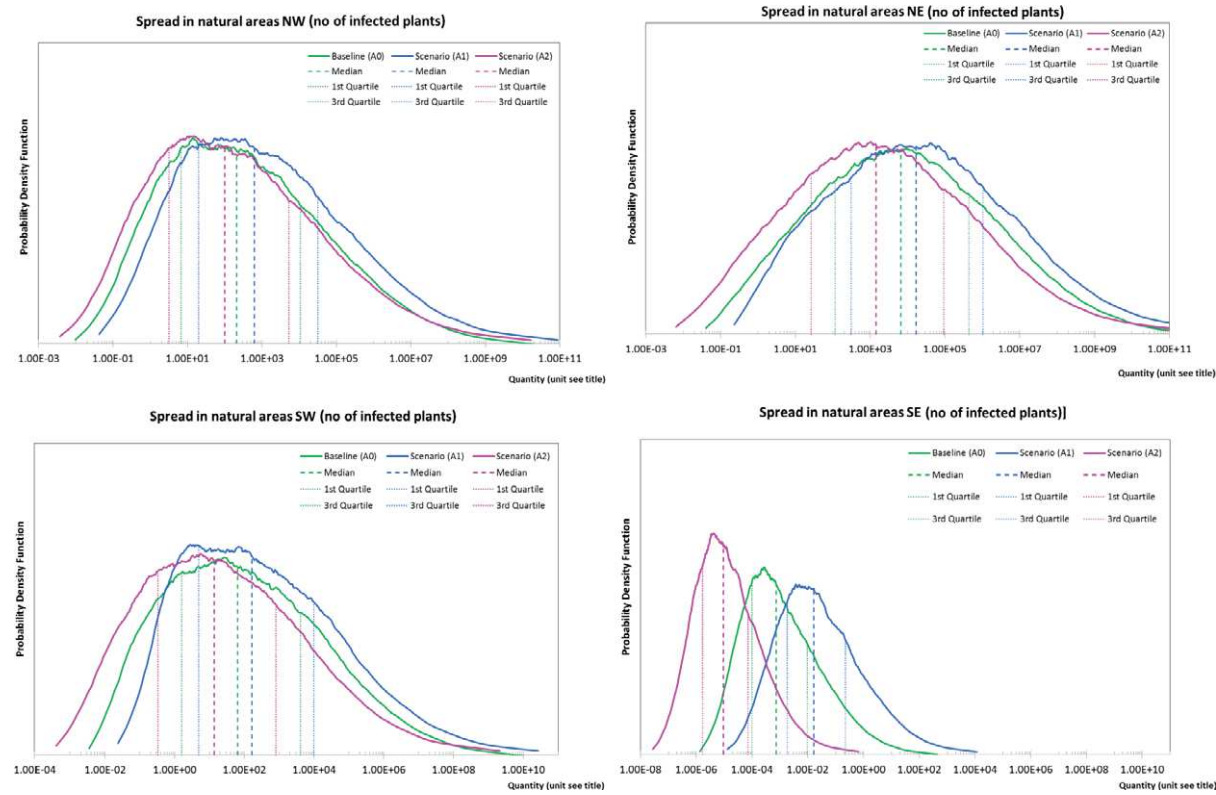 Spread in natural areas NW (no of infected plants)
Baseline (A0) Scenario (A1) Scenario (A2)
Median Median Median
1st Quartile 1st Quartile 1st Quartile
3rd Quartile 3rd Quartile 3rd Quartile
Probability Density Function
1.00E-03 1.00E-01 1.00E+01 1.00E+03 1.00E+05 1.00E+07 1.00E+09 1.00E+11
Quantity (unit see title)
Spread in natural areas NE (no of infected plants)
Baseline (A0) Scenario (A1) Scenario (A2)
Median Median Median
1st Quartile 1st Quartile 1st Quartile
3rd Quartile 3rd Quartile 3rd Quartile
Probability Density Function
1.00E-03 1.00E-01 1.00E+01 1.00E+03 1.00E+05 1.00E+07 1.00E+09 1.00E+11
Quantity (unit see title)
Spread in natural areas SW (no of infected plants)
Baseline (A0) Scenario (A1) Scenario (A2)
Median Median Median
1st Quartile 1st Quartile 1st Quartile
3rd Quartile 3rd Quartile 3rd Quartile
Probability Density Function
1.00E-04 1.00E-02 1.00E+00 1.00E+02 1.00E+04 1.00E+06 1.00E+08 1.00E+10
Quantity (unit see title)
Spread in natural areas SE (no of infected plants)]
Baseline (A0) Scenario (A1) Scenario (A2)
Median Median Median
1st Quartile 1st Quartile 1st Quartile
3rd Quartile 3rd Quartile 3rd Quartile
Probability Density Function
1.00E-08 1.00E-06 1.00E-04 1.00E-02 1.00E+00 1.00E+02 1.00E+04 1.00E+06 1.00E+08 1.00E+10
Quantity (unit see title)